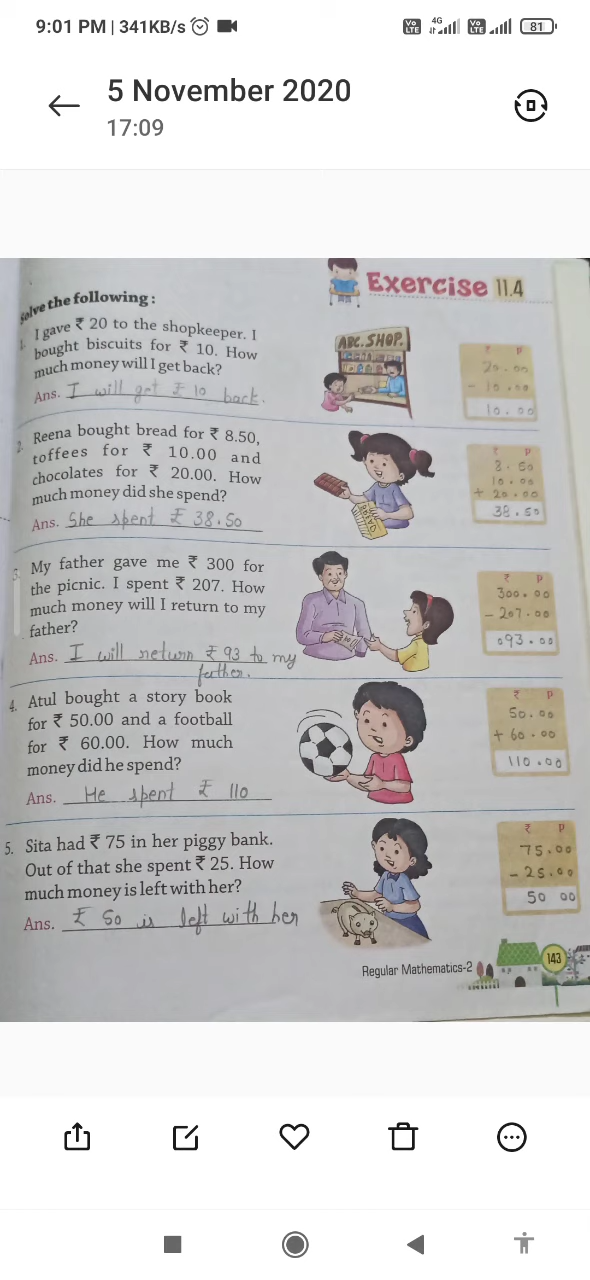 9:01 PM | 341KB/s
Vo LTE 4G Vo LTE 81
5 November 2020
17:09
Exercise 11.4
Solve the following:
1. I gave ₹ 20 to the shopkeeper. I
bought biscuits for ₹ 10. How
much money will I get back?
Ans. I will get ₹ 10 back.
ABC. SHOP.
₹ P
20.00
- 10.00
10.00
2. Reena bought bread for ₹ 8.50,
toffees for ₹ 10.00 and
chocolates for ₹ 20.00. How
much money did she spend?
Ans. She spent ₹ 38.50
₹ P
8.50
10.00
+ 20.00
38.50
3. My father gave me ₹ 300 for
the picnic. I spent ₹ 207. How
much money will I return to my
father?
Ans. I will return ₹ 93 to my
father.
₹ P
300.00
- 207.00
093.00
4. Atul bought a story book
for ₹ 50.00 and a football
for ₹ 60.00. How much
money did he spend?
Ans. He spent ₹ 110
₹ P
50.00
+ 60.00
110.00
5. Sita had ₹ 75 in her piggy bank.
Out of that she spent ₹ 25. How
much money is left with her?
Ans. ₹ 50 is left with her
₹ P
75.00
- 25.00
50 00
Regular Mathematics-2
143